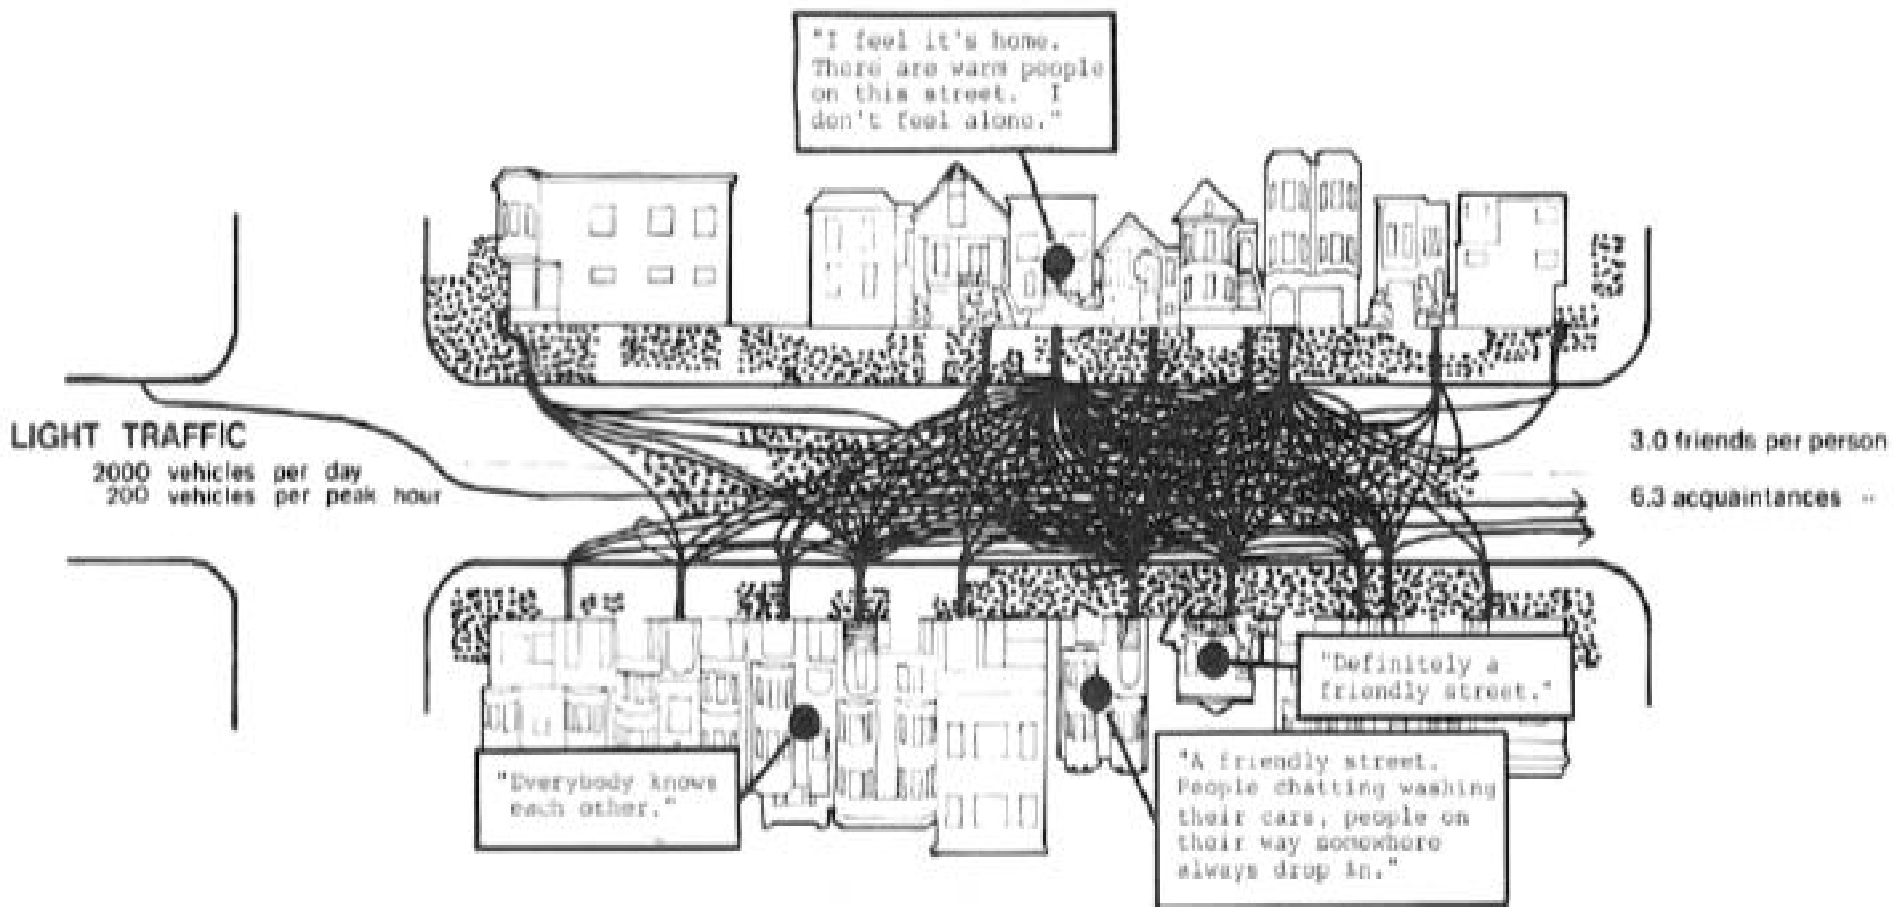 "I feel it's home.
There are warm people
on this street. I
don't feel alone."
LIGHT TRAFFIC
2000 vehicles per day
200 vehicles per peak hour
3.0 friends per person
6.3 acquaintances "
"Definitely a
friendly street."
"Everybody knows
each other."
"A friendly street.
People chatting washing
their cars, people on
their way somewhere
always drop in."